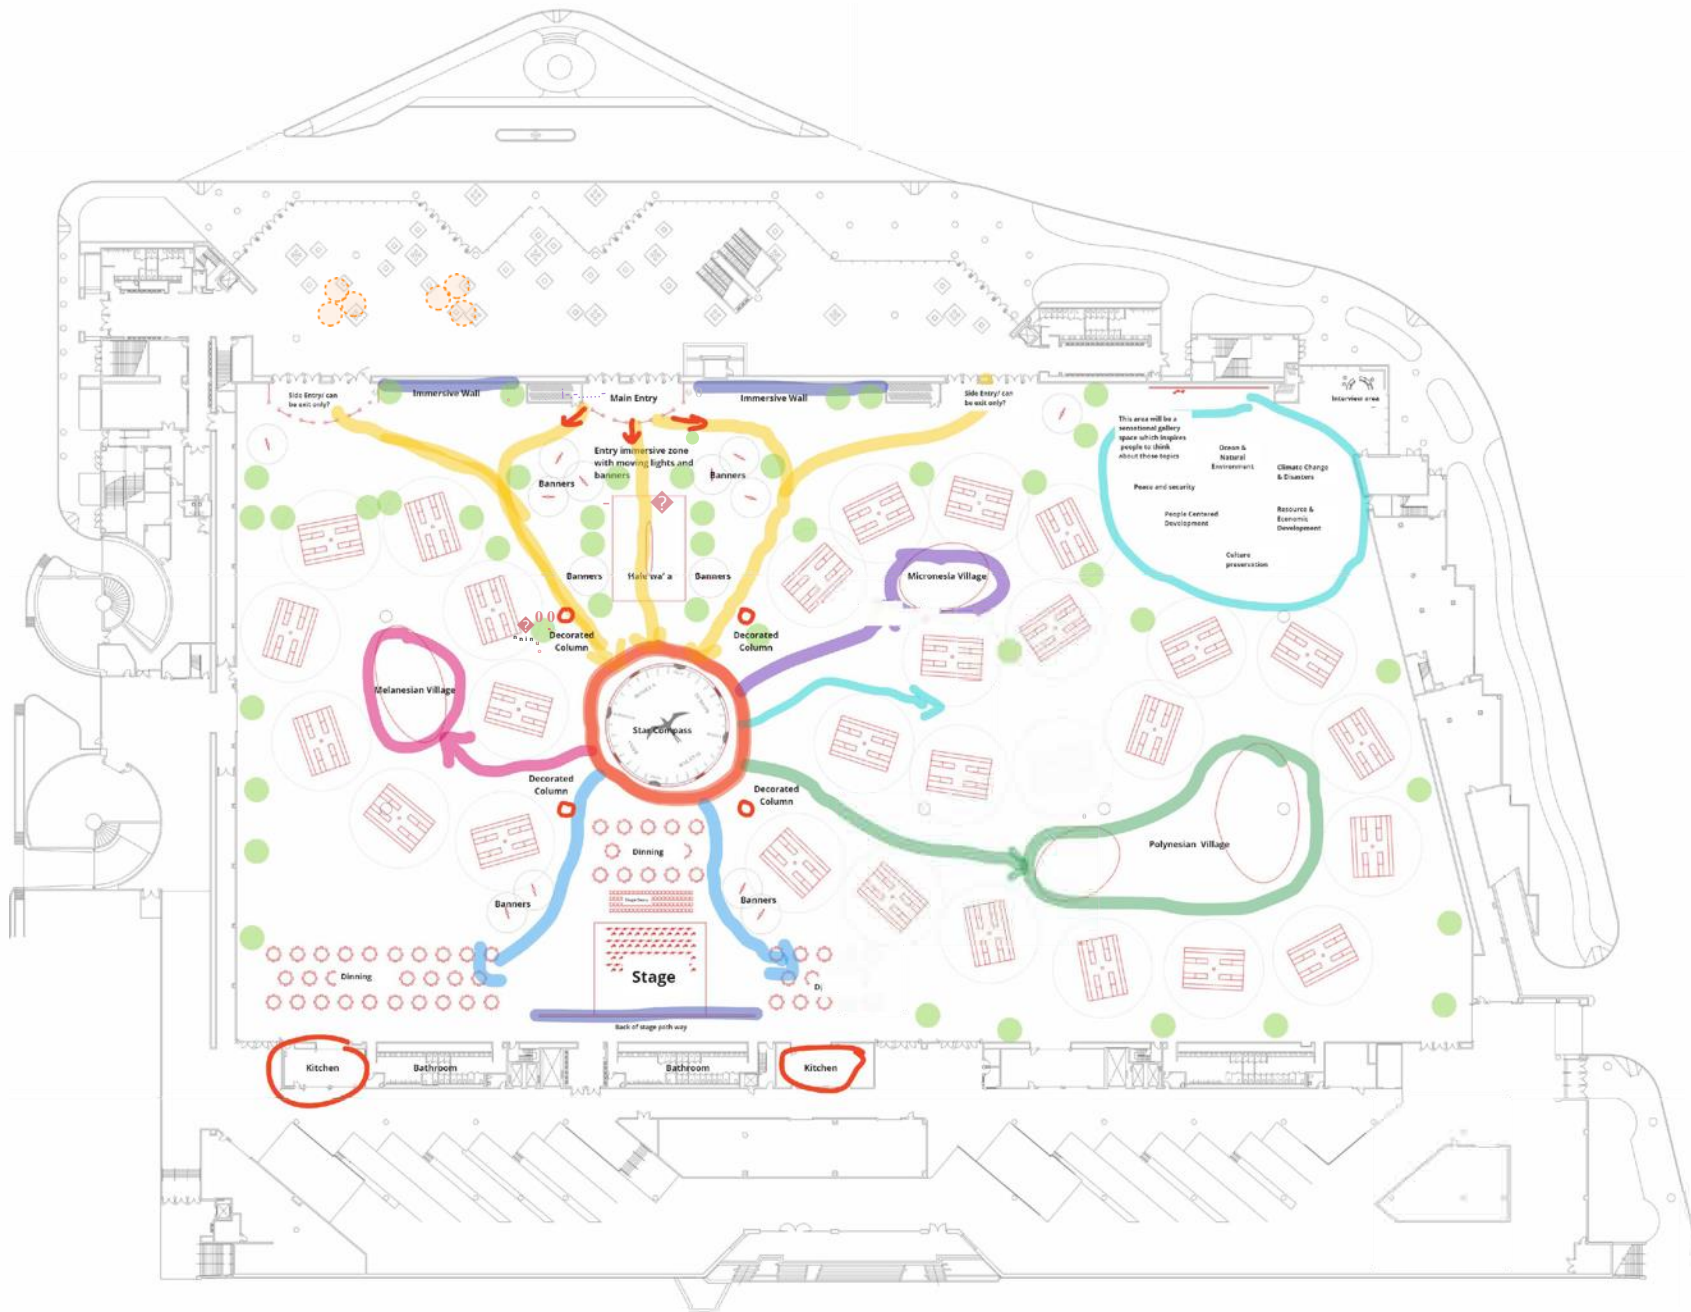 Side Entry/ can
be exit only?
Immersive Wall
Main Entry
Immersive Wall
Side Entry/ can
be exit only?
Interview area
This area will be a
sensational gallery
space which inspires
people to think
about those topics
Ocean &
Natural
Environment
Climate Change
& Disasters
Peace and security
People Centered
Development
Resource &
Economic
Development
Culture
preservation
Entry immersive zone
with moving lights and
banners
Banners
Banners
Banners
Banners
Micronesia Village
Decorated
Column
Decorated
Column
Melanesian Village
Star Compass
Decorated
Column
Decorated
Column
Dinning
Polynesian Village
Banners
Banners
Dinning
Stage
Back of stage path way
Kitchen
Bathroom
Bathroom
Kitchen